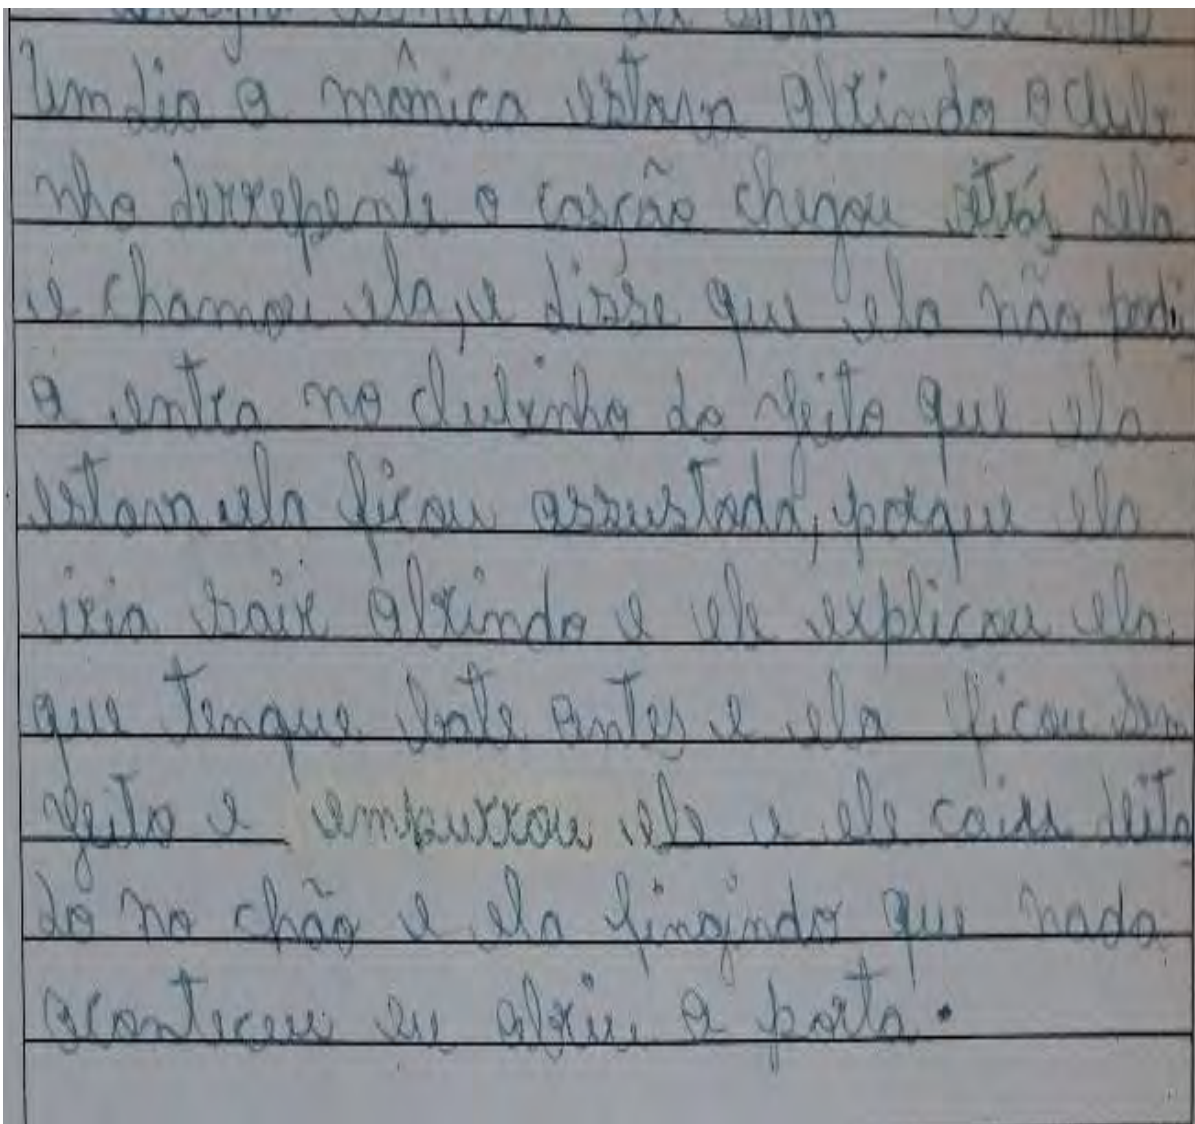 Um dia a mônica estava abrindo o clubi
nho derrepente o casção chegou atrás dela
e chamou ela, e disse que ela não podi
a entra no clubinho do jeito que ela
estava ela ficou assustada, porque ela
iria sair abrindo e ele explicou ela
que tenque bate antes e ela ficou sem
jeito e empurrou ele e ele caiu deita
do no chão e ela fingindo que nada
aconteceu e abriu a porta.